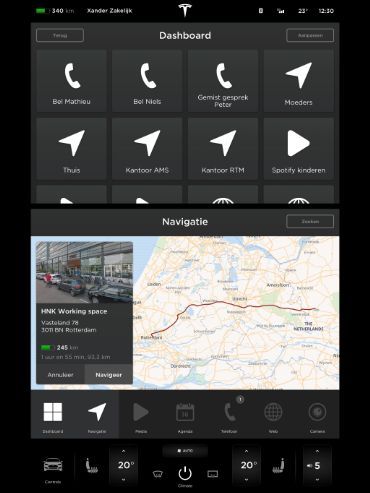 340 km Xander Zakelijk 23° 12:30
Terug Dashboard Aanpassen
Bel Mathieu
Bel Niels
Gemist gesprek
Peter
Moeders
Thuis
Kantoor AMS
Kantoor RTM
Spotify kinderen
Navigatie Zoeken
HNK Working space
Vasteland 78
3011 BN Rotterdam
245 km
1 uur en 55 min, 93,2 km
Annuleer Navigeer
Utrecht
Amersfoort
Rotterdam
Dordrecht
THE
NETHERLANDS
1
Dashboard Navigatie Media Agenda Telefoon Web Camera
AUTO
Controls 20° Climate 20° 5